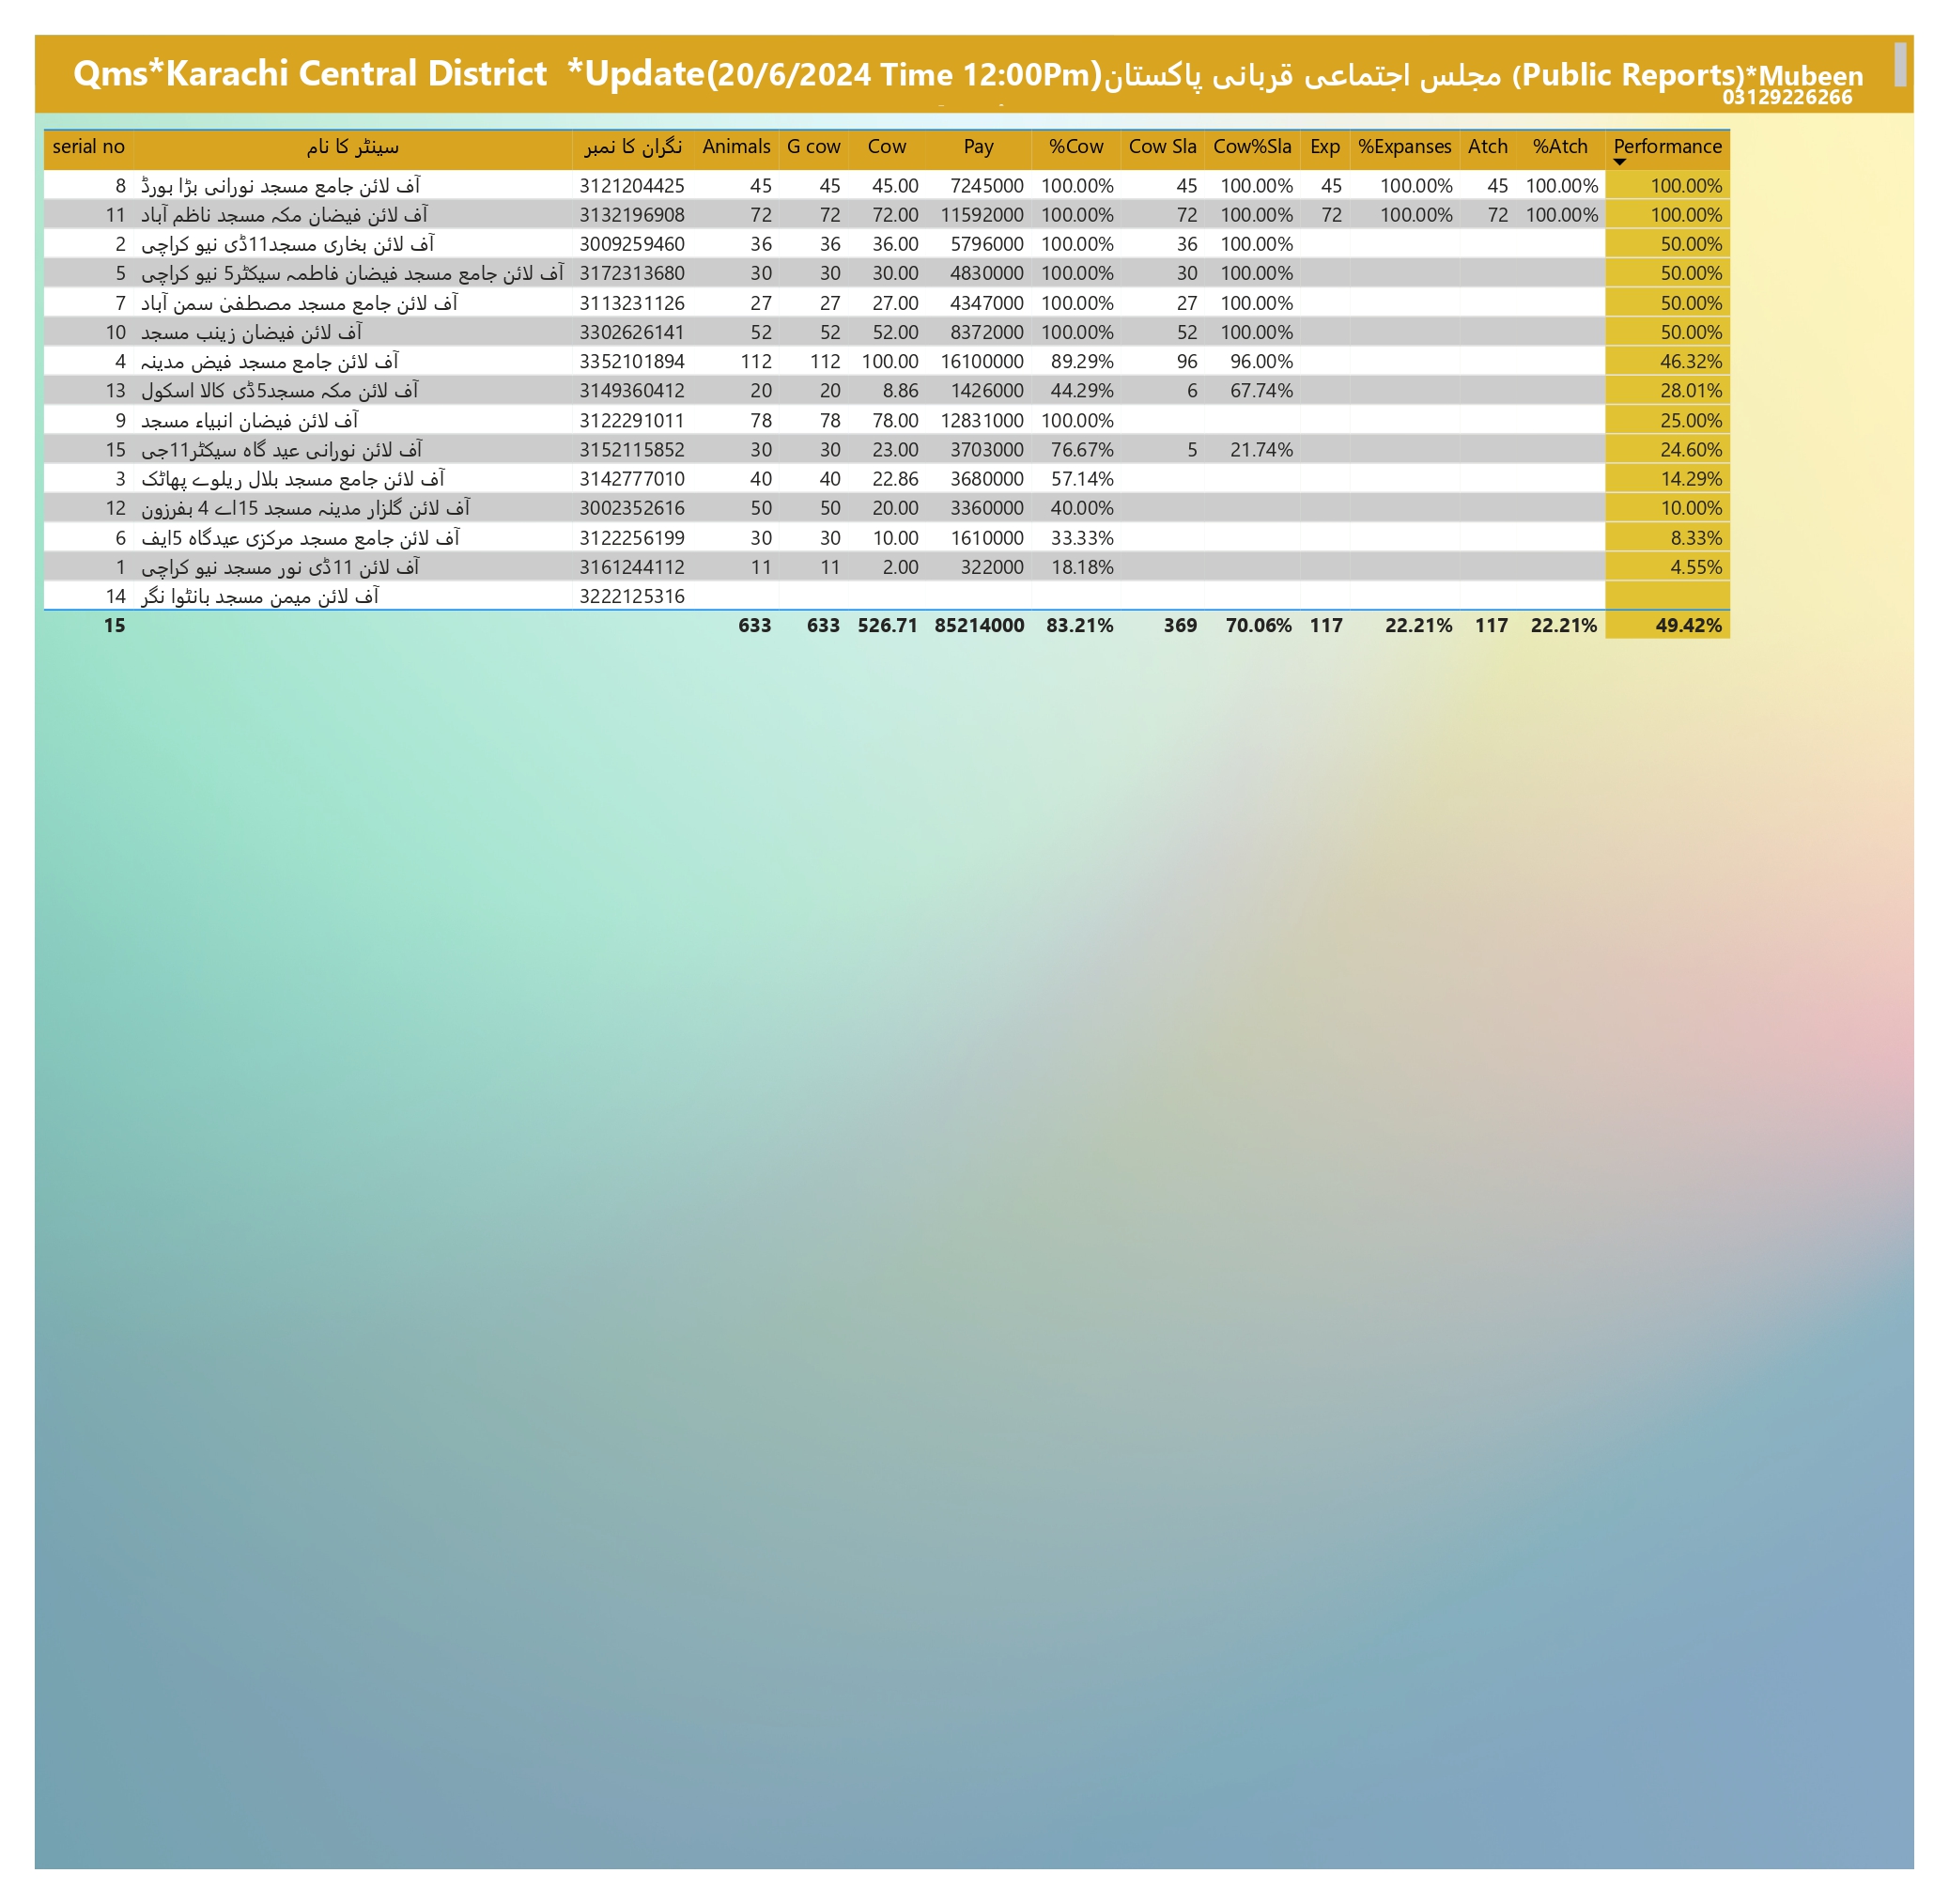 Qms*Karachi Central District *Update(20/6/2024 Time 12:00Pm)مجلس اجتماعی قربانی پاکستان (Public Reports)*Mubeen
03129226266
serial no سینٹر کا نام نگران کا نمبر Animals G cow Cow Pay %Cow Cow Sla Cow%Sla Exp %Expanses Atch %Atch Performance
8 آف لائن جامع مسجد نورانی بڑا بورڈ 3121204425 45 45 45.00 7245000 100.00% 45 100.00% 45 100.00% 45 100.00% 100.00%
11 آف لائن فیضان مکہ مسجد ناظم آباد 3132196908 72 72 72.00 11592000 100.00% 72 100.00% 72 100.00% 72 100.00% 100.00%
2 آف لائن بخاری مسجد11ڈی نیو کراچی 3009259460 36 36 36.00 5796000 100.00% 36 100.00% 50.00%
5 آف لائن جامع مسجد فیضان فاطمہ سیکٹر5 نیو کراچی 3172313680 30 30 30.00 4830000 100.00% 30 100.00% 50.00%
7 آف لائن جامع مسجد مصطفیٰ سمن آباد 3113231126 27 27 27.00 4347000 100.00% 27 100.00% 50.00%
10 آف لائن فیضان زینب مسجد 3302626141 52 52 52.00 8372000 100.00% 52 100.00% 50.00%
4 آف لائن جامع مسجد فیض مدینہ 3352101894 112 112 100.00 16100000 89.29% 96 96.00% 46.32%
13 آف لائن مکہ مسجد5ڈی کالا اسکول 3149360412 20 20 8.86 1426000 44.29% 6 67.74% 28.01%
9 آف لائن فیضان انبیاء مسجد 3122291011 78 78 78.00 12831000 100.00% 25.00%
15 آف لائن نورانی عید گاہ سیکٹر11جی 3152115852 30 30 23.00 3703000 76.67% 5 21.74% 24.60%
3 آف لائن جامع مسجد بلال ریلوے پھاٹک 3142777010 40 40 22.86 3680000 57.14% 14.29%
12 آف لائن گلزار مدینہ مسجد 15اے 4 بفرزون 3002352616 50 50 20.00 3360000 40.00% 10.00%
6 آف لائن جامع مسجد مرکزی عیدگاہ 5ایف 3122256199 30 30 10.00 1610000 33.33% 8.33%
1 آف لائن 11ڈی نور مسجد نیو کراچی 3161244112 11 11 2.00 322000 18.18% 4.55%
14 آف لائن میمن مسجد بانٹوا نگر 3222125316
15 633 633 526.71 85214000 83.21% 369 70.06% 117 22.21% 117 22.21% 49.42%